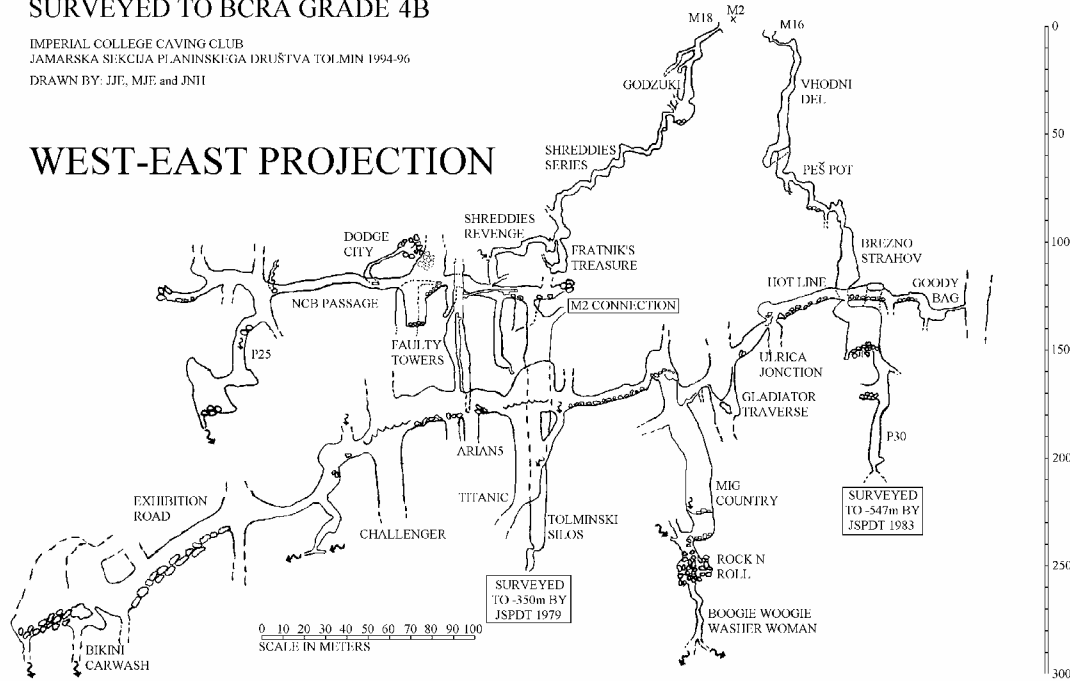 SURVEYED TO BCRA GRADE 4B
IMPERIAL COLLEGE CAVING CLUB
JAMARSKA SEKCIJA PLANINSKEGA DRUŠTVA TOLMIN 1994-96
DRAWN BY: JJE, MJE and JNH
WEST-EAST PROJECTION
M18
M2
M16
0
GODZUKI
VHODNI
DEL
50
SHREDDIES
SERIES
PEŠ POT
SHREDDIES
REVENGE
DODGE
CITY
FRATNIK'S
TREASURE
BREZNO
STRAHOV
100
HOT LINE
GOODY
BAG
NCB PASSAGE
M2 CONNECTION
FAULTY
TOWERS
P25
150
ULRICA
JONCTION
GLADIATOR
TRAVERSE
ARIAN5
P30
200
TITANIC
MIG
COUNTRY
EXHIBITION
ROAD
CHALLENGER
TOLMINSKI
SILOS
SURVEYED
TO -547m BY
JSPDT 1983
ROCK N
ROLL
250
SURVEYED
TO -350m BY
JSPDT 1979
BOOGIE WOOGIE
WASHER WOMAN
0 10 20 30 40 50 60 70 80 90 100
SCALE IN METERS
BIKINI
CARWASH
300